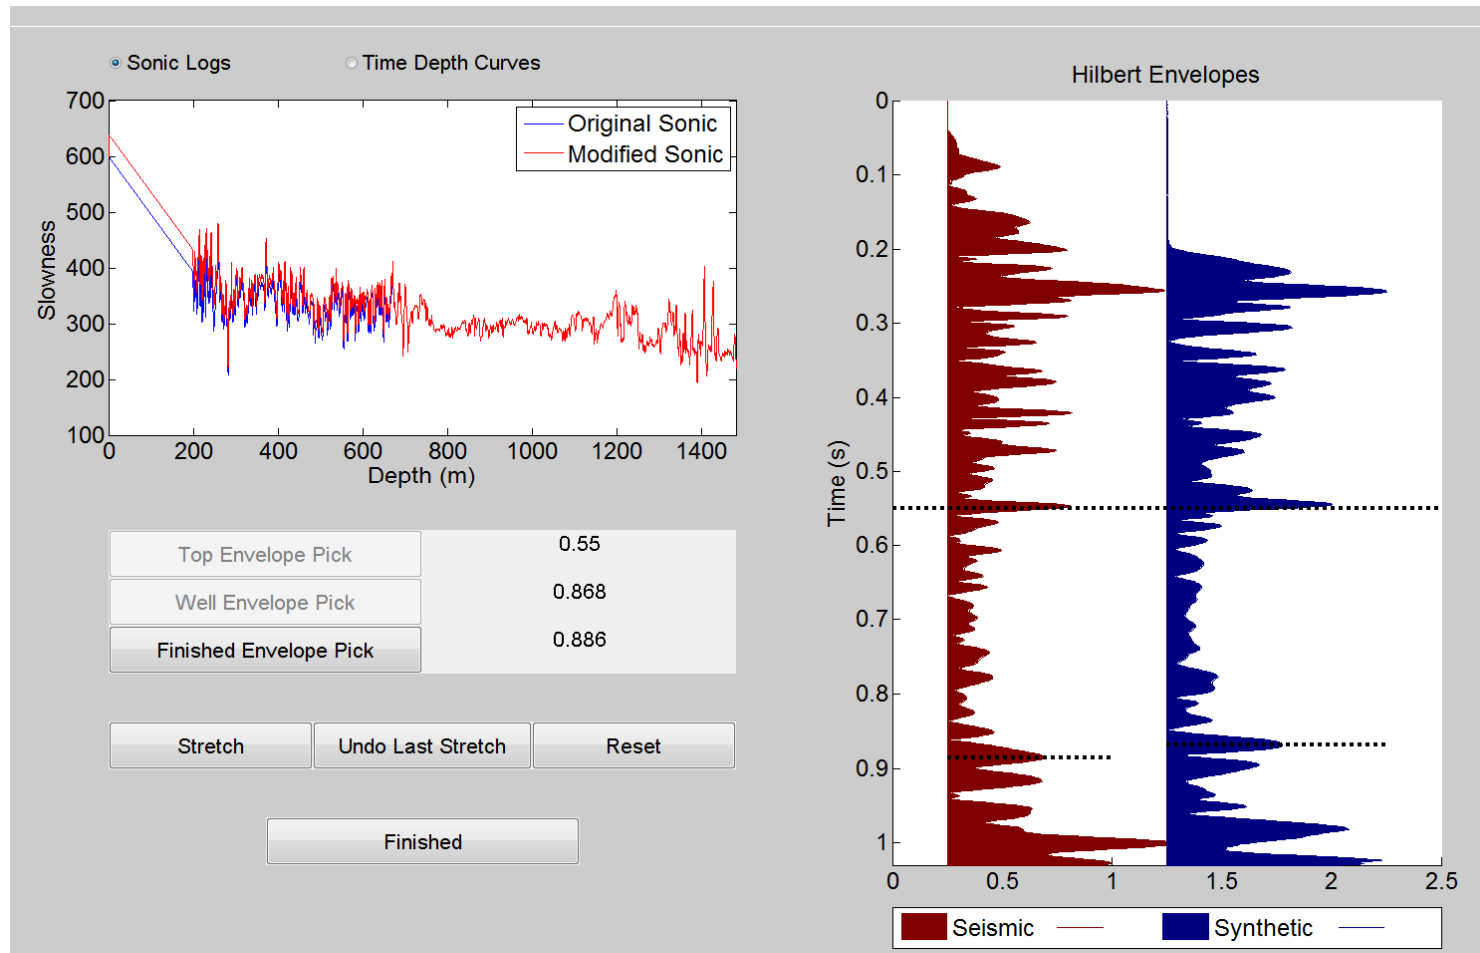 Sonic Logs
Time Depth Curves
700
600
500
400
300
200
100
Slowness
Original Sonic
Modified Sonic
0 200 400 600 800 1000 1200 1400
Depth (m)
Top Envelope Pick 0.55
Well Envelope Pick 0.868
Finished Envelope Pick 0.886
Stretch Undo Last Stretch Reset
Finished
Hilbert Envelopes
0
0.1
0.2
0.3
0.4
0.5
0.6
0.7
0.8
0.9
1
Time (s)
0 0.5 1 1.5 2 2.5
Seismic Synthetic